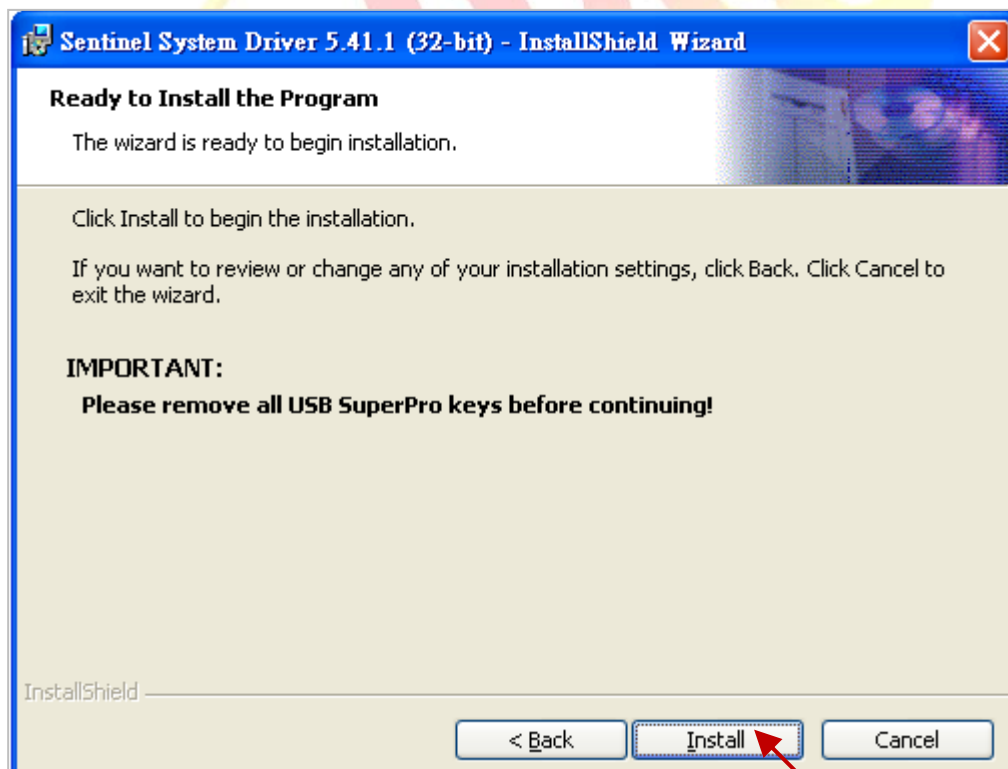 Sentinel System Driver 5.41.1 (32-bit) - InstallShield Wizard
Ready to Install the Program
The wizard is ready to begin installation.
Click Install to begin the installation.
If you want to review or change any of your installation settings, click Back. Click Cancel to
exit the wizard.
IMPORTANT:
Please remove all USB SuperPro keys before continuing!
InstallShield
< Back
Install
Cancel